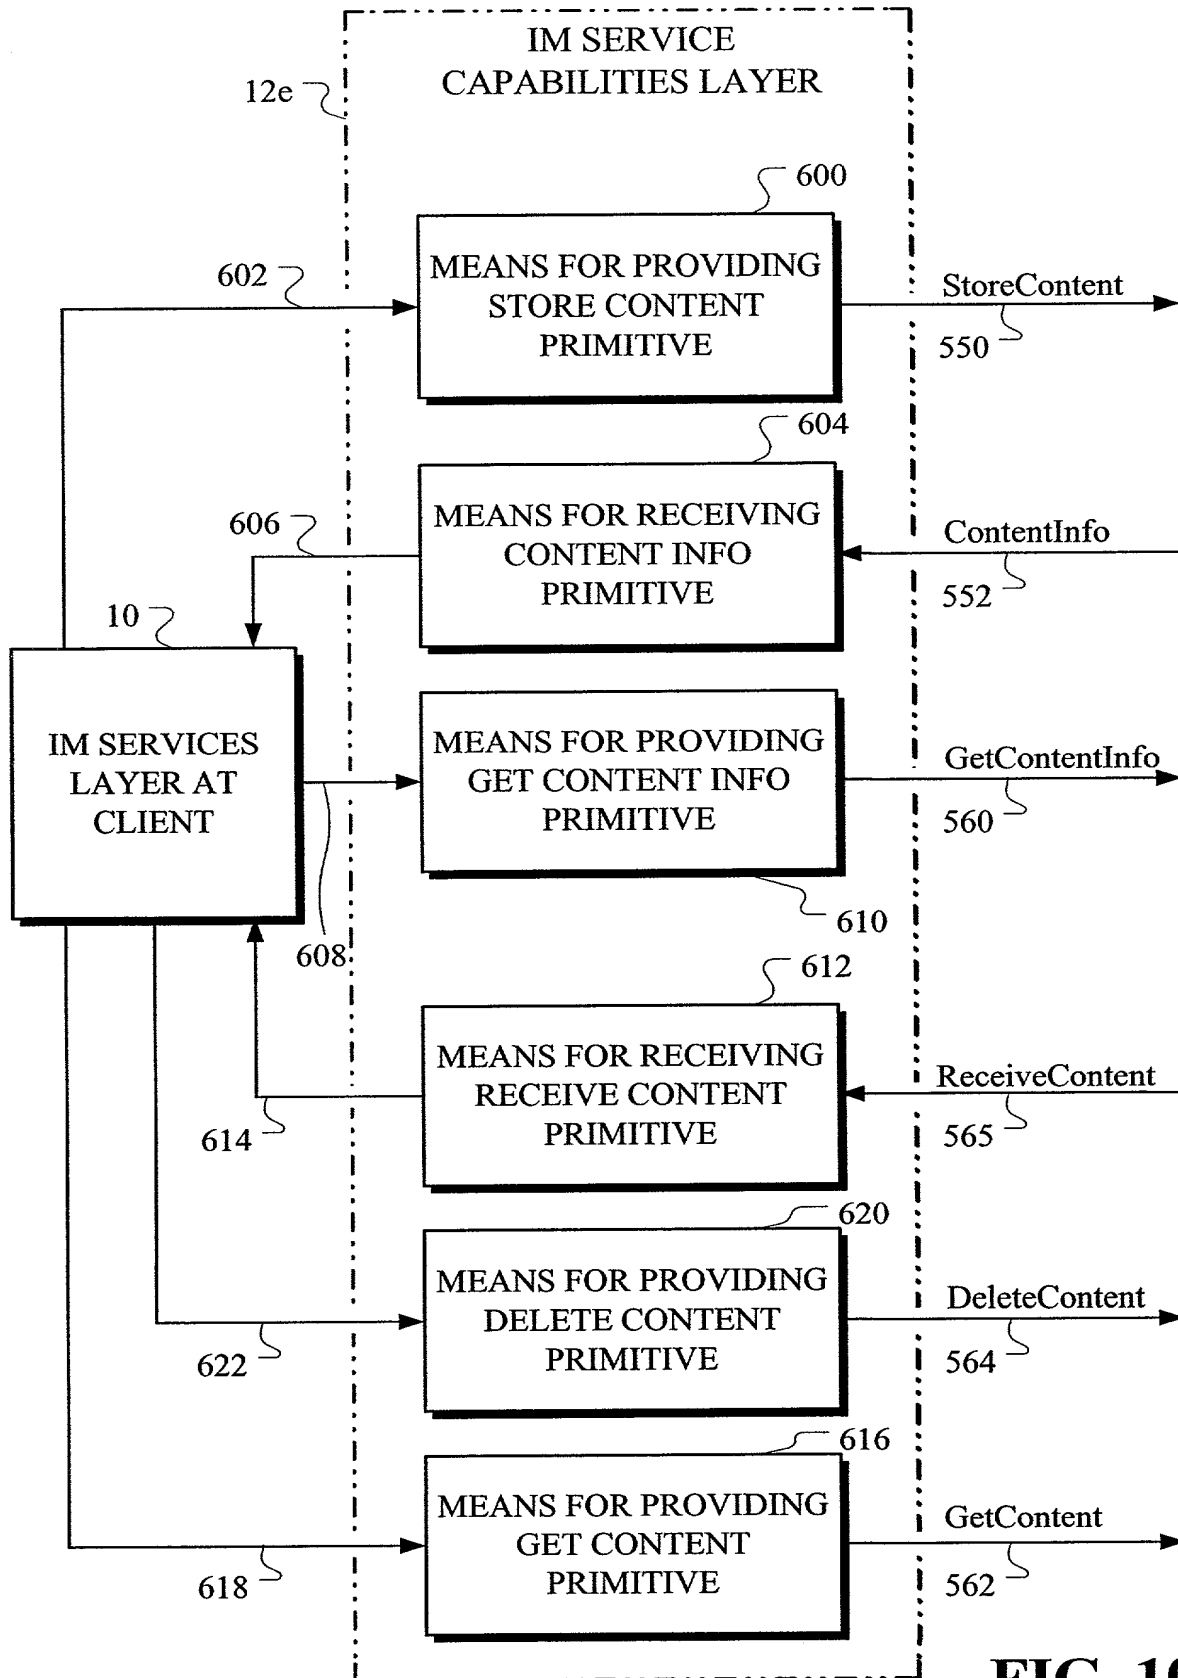 IM SERVICE
CAPABILITIES LAYER
12e
600
MEANS FOR PROVIDING
STORE CONTENT
PRIMITIVE
602
StoreContent
550
604
MEANS FOR RECEIVING
CONTENT INFO
PRIMITIVE
606
ContentInfo
552
10
IM SERVICES
LAYER AT
CLIENT
MEANS FOR PROVIDING
GET CONTENT INFO
PRIMITIVE
GetContentInfo
560
608
610
612
MEANS FOR RECEIVING
RECEIVE CONTENT
PRIMITIVE
614
ReceiveContent
565
620
MEANS FOR PROVIDING
DELETE CONTENT
PRIMITIVE
622
DeleteContent
564
616
MEANS FOR PROVIDING
GET CONTENT
PRIMITIVE
618
GetContent
562
FIG.